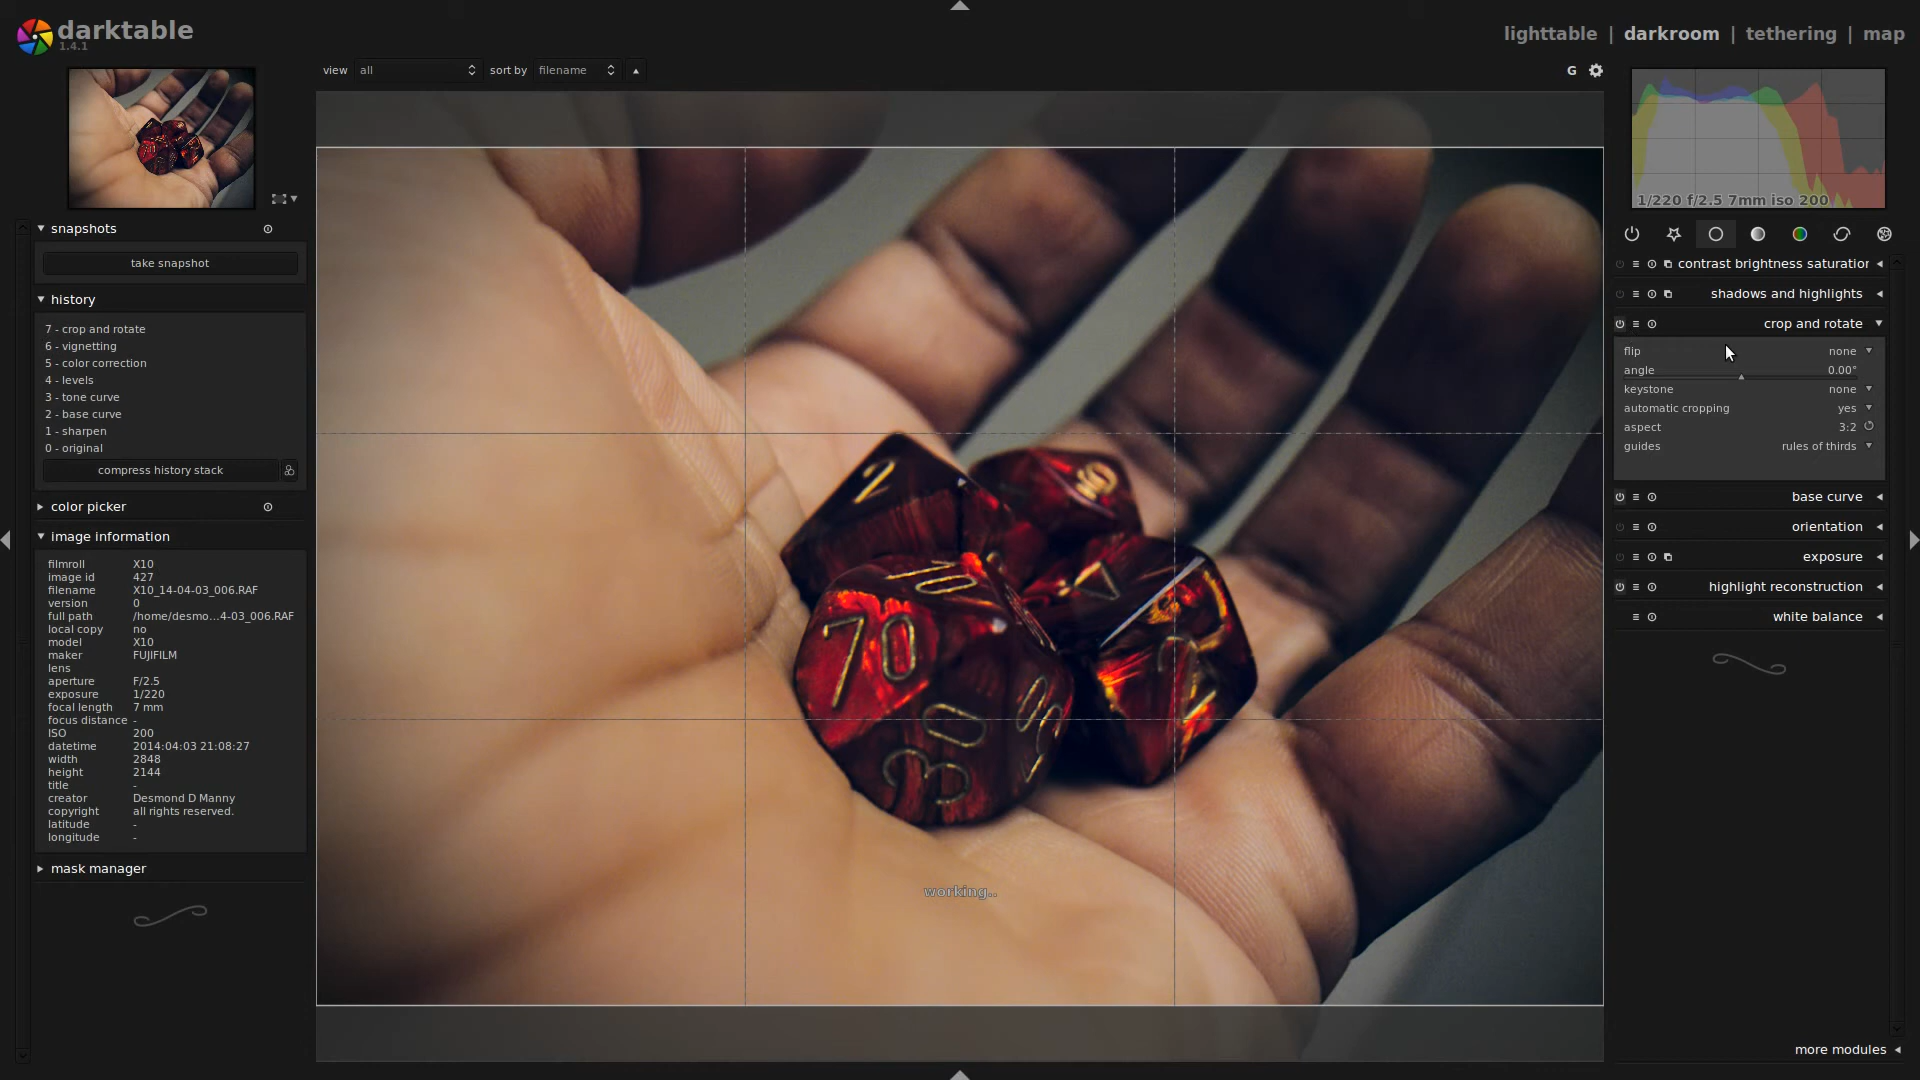 darktable
1.4.1
lighttable | darkroom | tethering | map
view all sort by filename
G
1/220 f/2.5 7mm iso 200
snapshots
take snapshot
history
7 - crop and rotate
6 - vignetting
5 - color correction
4 - levels
3 - tone curve
2 - base curve
1 - sharpen
0 - original
compress history stack
color picker
image information
filmroll X10
image id 427
filename X10_14-04-03_006.RAF
version 0
full path /home/desmo...4-03_006.RAF
local copy no
model X10
maker FUJIFILM
lens
aperture F/2.5
exposure 1/220
focal length 7 mm
focus distance -
ISO 200
datetime 2014:04:03 21:08:27
width 2848
height 2144
title -
creator Desmond D Manny
copyright all rights reserved.
latitude -
longitude -
mask manager
2
10
70
30
working..
contrast brightness saturation
shadows and highlights
crop and rotate
flip none
angle 0.00°
keystone none
automatic cropping yes
aspect 3:2
guides rules of thirds
base curve
orientation
exposure
highlight reconstruction
white balance
more modules